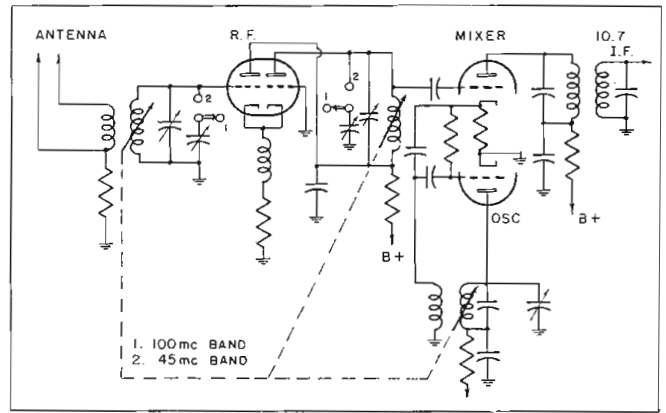 ANTENNA
R.F.
MIXER
10.7
I.F.
2
1
2
1
B+
OSC
B+
1. 100mc BAND
2. 45mc BAND